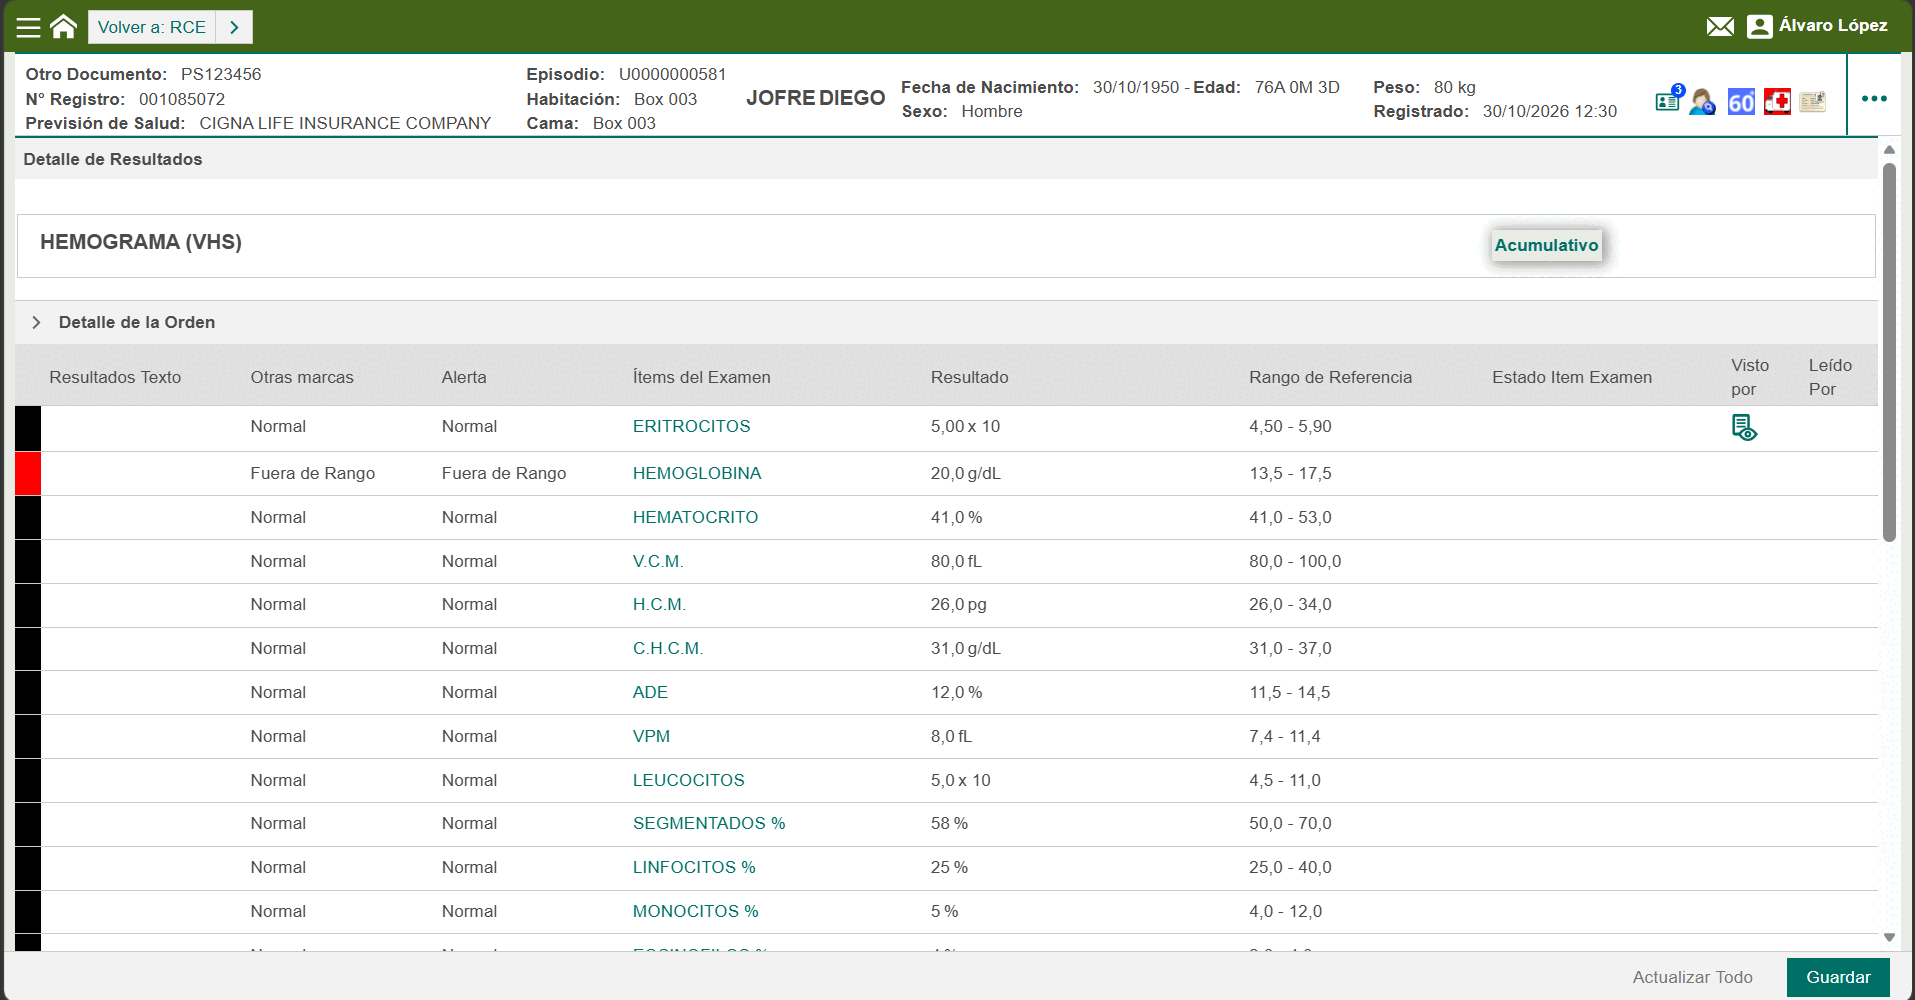 Volver a: RCE
Álvaro López
Otro Documento: PS123456
N° Registro: 001085072
Previsión de Salud: CIGNA LIFE INSURANCE COMPANY
Episodio: U0000000581
Habitación: Box 003
Cama: Box 003
JOFRE DIEGO
Fecha de Nacimiento: 30/10/1950 - Edad: 76A 0M 3D
Sexo: Hombre
Peso: 80 kg
Registrado: 30/10/2026 12:30
3
60
Detalle de Resultados
HEMOGRAMA (VHS)
Acumulativo
Detalle de la Orden
Resultados Texto Otras marcas Alerta Ítems del Examen Resultado Rango de Referencia Estado Item Examen Visto por Leído Por
Normal Normal ERITROCITOS 5,00 x 10 4,50 - 5,90
Fuera de Rango Fuera de Rango HEMOGLOBINA 20,0 g/dL 13,5 - 17,5
Normal Normal HEMATOCRITO 41,0 % 41,0 - 53,0
Normal Normal V.C.M. 80,0 fL 80,0 - 100,0
Normal Normal H.C.M. 26,0 pg 26,0 - 34,0
Normal Normal C.H.C.M. 31,0 g/dL 31,0 - 37,0
Normal Normal ADE 12,0 % 11,5 - 14,5
Normal Normal VPM 8,0 fL 7,4 - 11,4
Normal Normal LEUCOCITOS 5,0 x 10 4,5 - 11,0
Normal Normal SEGMENTADOS % 58 % 50,0 - 70,0
Normal Normal LINFOCITOS % 25 % 25,0 - 40,0
Normal Normal MONOCITOS % 5 % 4,0 - 12,0
Actualizar Todo
Guardar